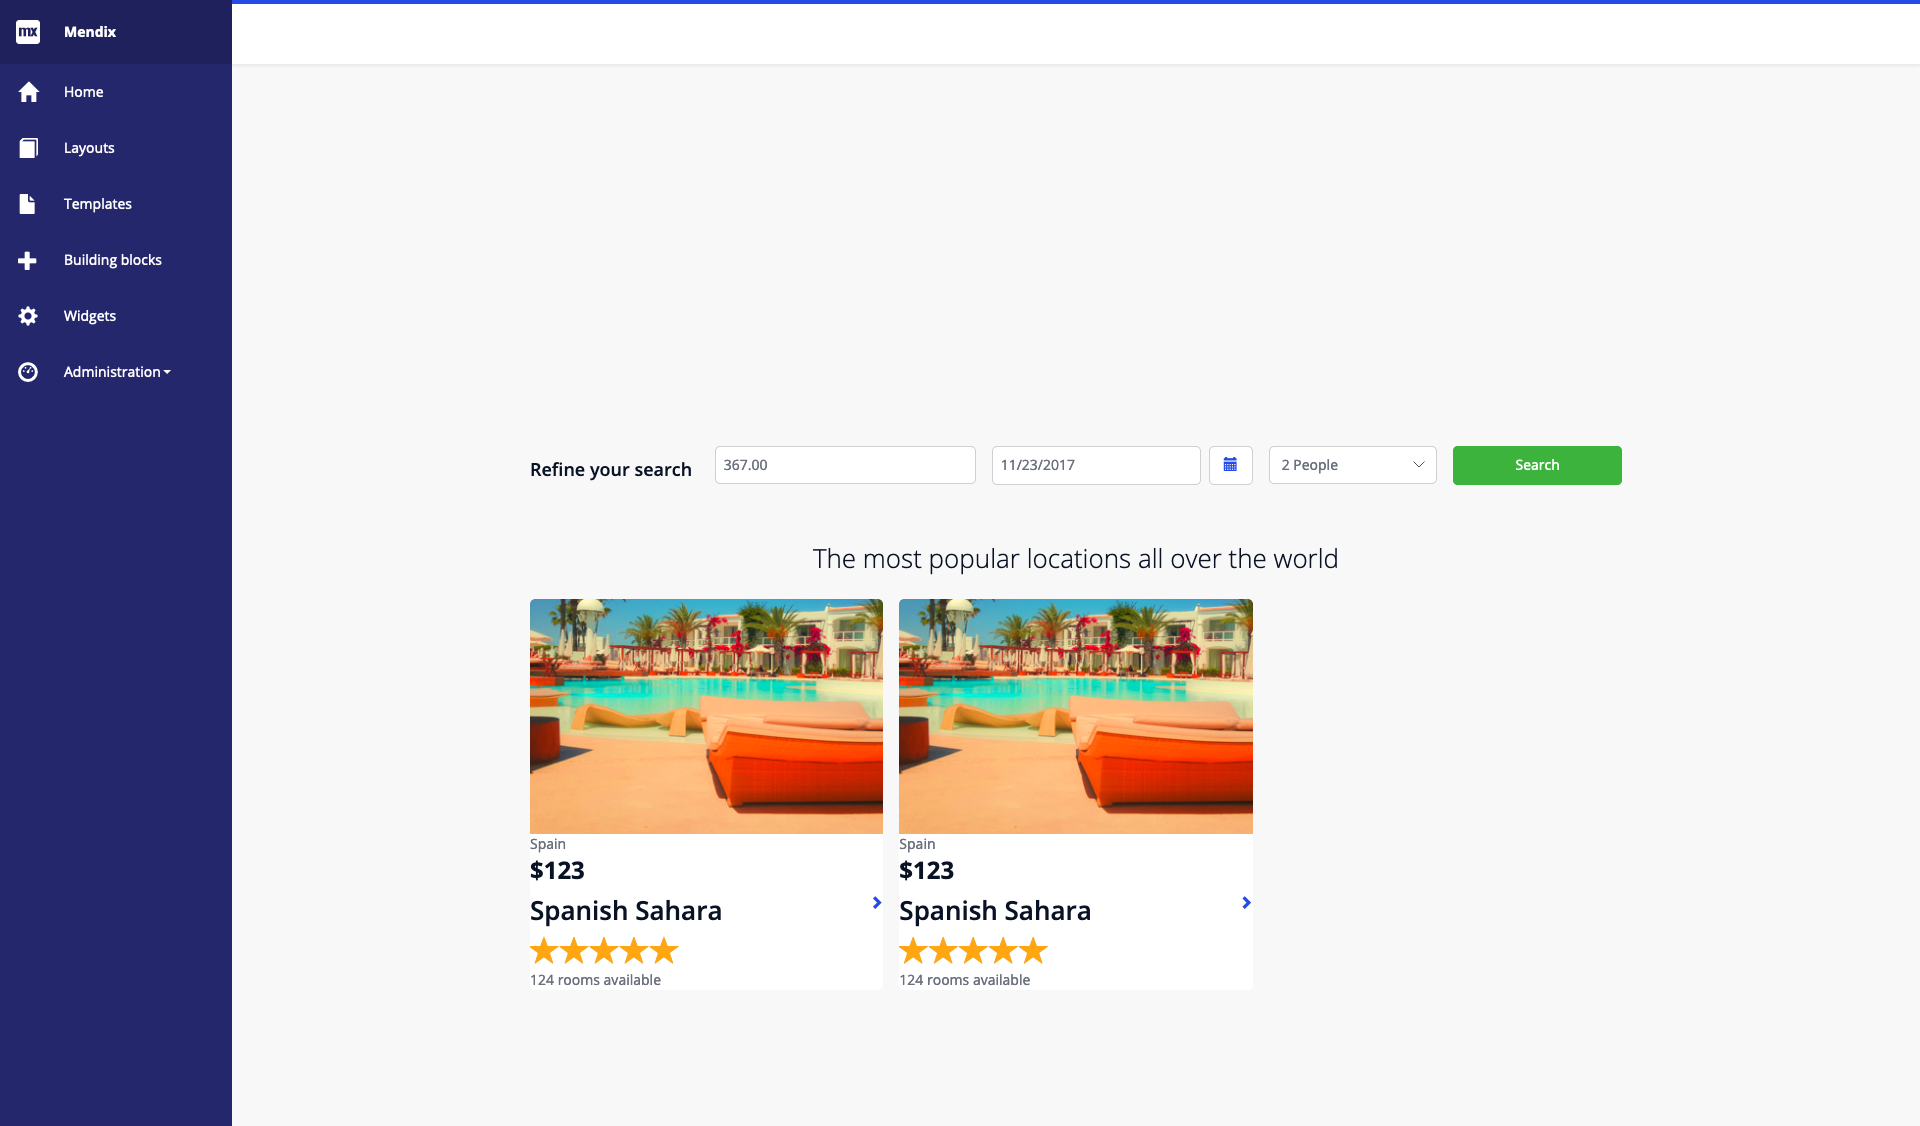 mx Mendix
Home
Layouts
Templates
Building blocks
Widgets
Administration
Refine your search 367.00 11/23/2017 2 People Search
The most popular locations all over the world
Spain
$123
Spanish Sahara
124 rooms available
Spain
$123
Spanish Sahara
124 rooms available